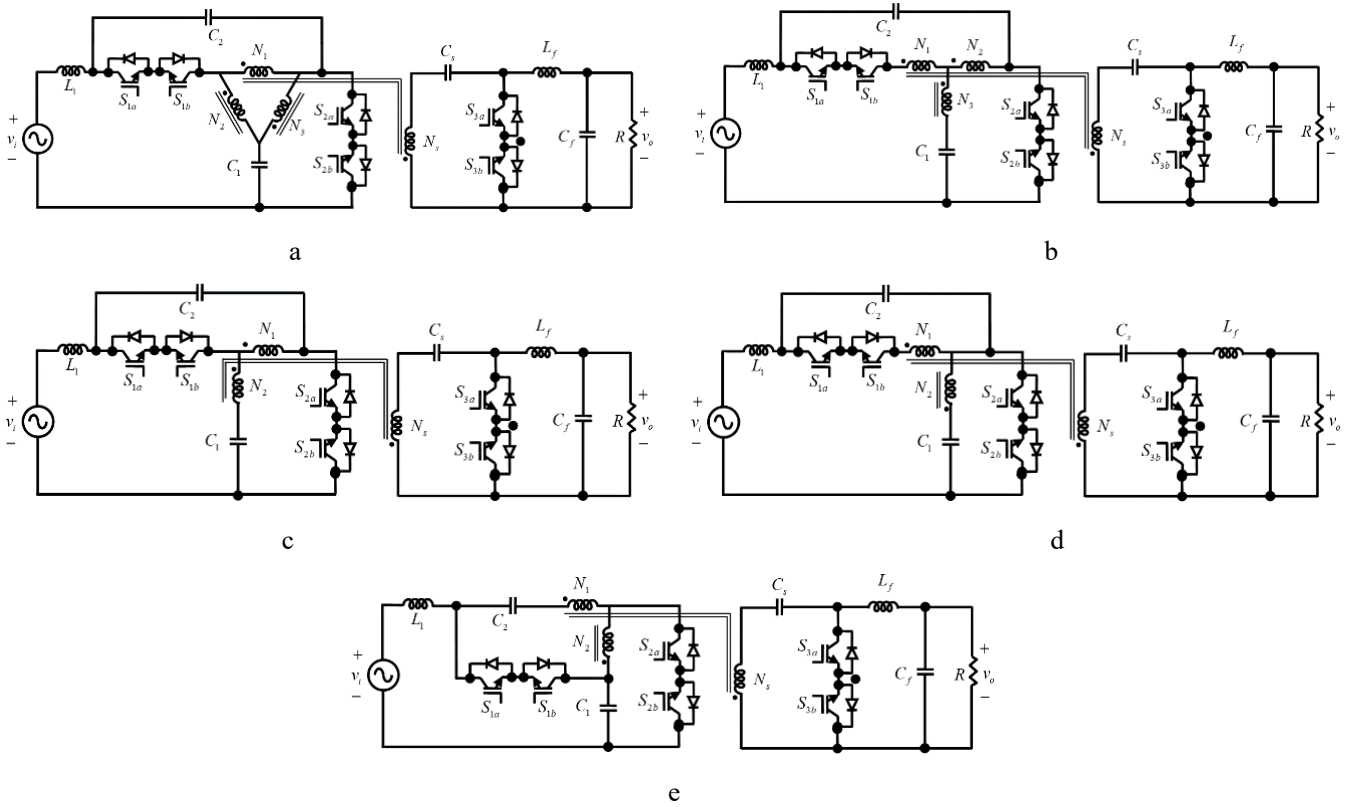 C2
N1
L1
S1a
S1b
N2
N3
C1
S2a
S2b
+
vi
−
Ns
Cs
Lf
S3a
S3b
Cf
R
+
vo
−
a
C2
N1
N2
L1
S1a
S1b
N3
C1
S2a
S2b
+
vi
−
Ns
Cs
Lf
S3a
S3b
Cf
R
+
vo
−
b
C2
N1
L1
S1a
S1b
N2
C1
S2a
S2b
+
vi
−
Ns
Cs
Lf
S3a
S3b
Cf
R
+
vo
−
c
C2
N1
L1
S1a
S1b
N2
C1
S2a
S2b
+
vi
−
Ns
Cs
Lf
S3a
S3b
Cf
R
+
vo
−
d
N1
L1
C2
N2
S1a
S1b
C1
S2a
S2b
+
vi
−
Ns
Cs
Lf
S3a
S3b
Cf
R
+
vo
−
e